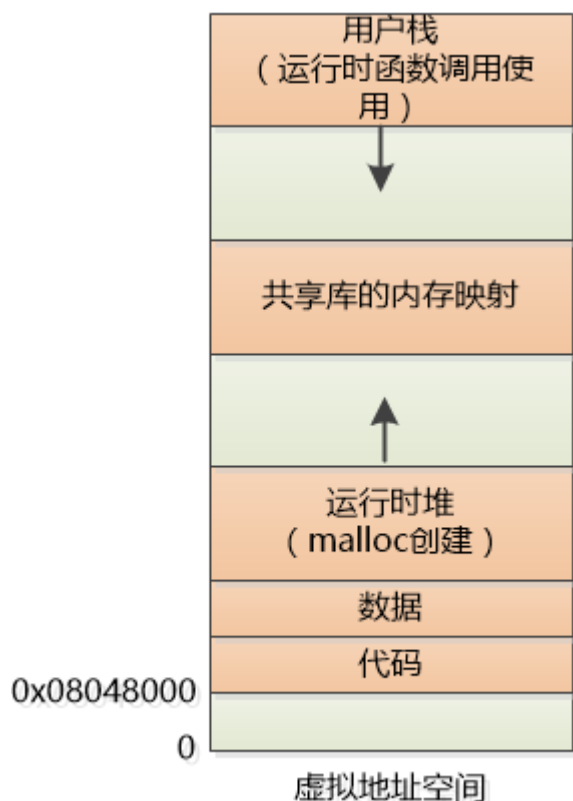 用户栈
（运行时函数调用使
用）
共享库的内存映射
运行时堆
（malloc创建）
数据
代码
0x08048000
0
虚拟地址空间